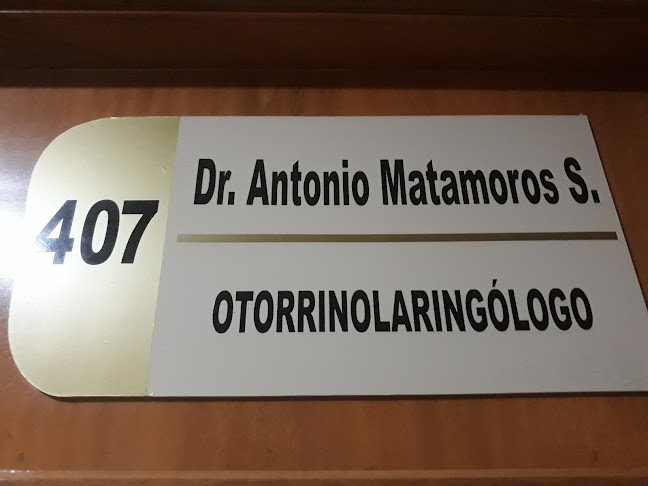 407
Dr. Antonio Matamoros S.
OTORRINOLARINGÓLOGO